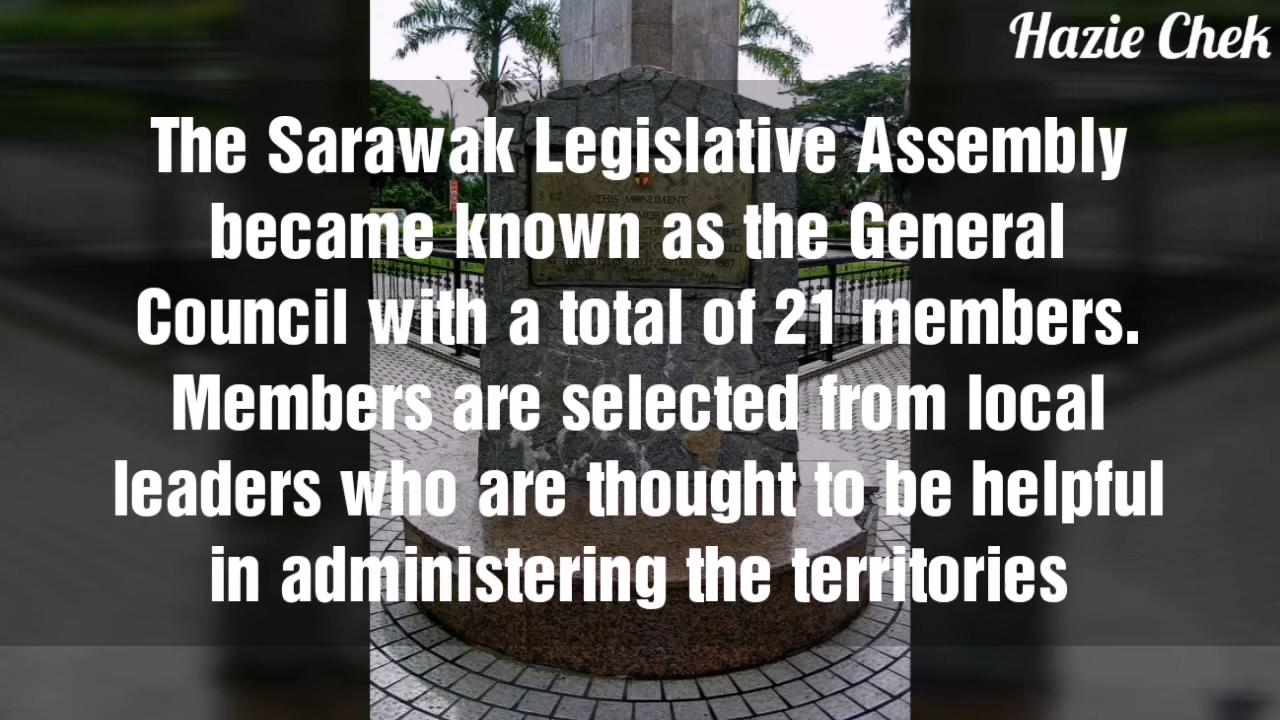 Hazie Chek
The Sarawak Legislative Assembly
became known as the General
Council with a total of 21 members.
Members are selected from local
leaders who are thought to be helpful
in administering the territories
THIS MONUMENT